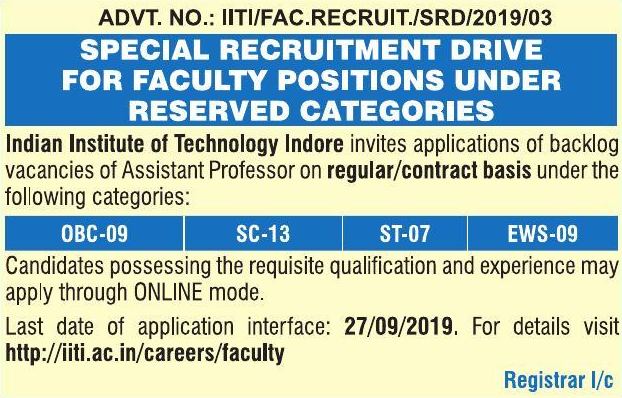 ADVT. NO.: IITI/FAC.RECRUIT./SRD/2019/03
SPECIAL RECRUITMENT DRIVE
FOR FACULTY POSITIONS UNDER
RESERVED CATEGORIES
Indian Institute of Technology Indore invites applications of backlog
vacancies of Assistant Professor on regular/contract basis under the
following categories:
OBC-09 SC-13 ST-07 EWS-09
Candidates possessing the requisite qualification and experience may
apply through ONLINE mode.
Last date of application interface: 27/09/2019. For details visit
http://iiti.ac.in/careers/faculty
Registrar I/c